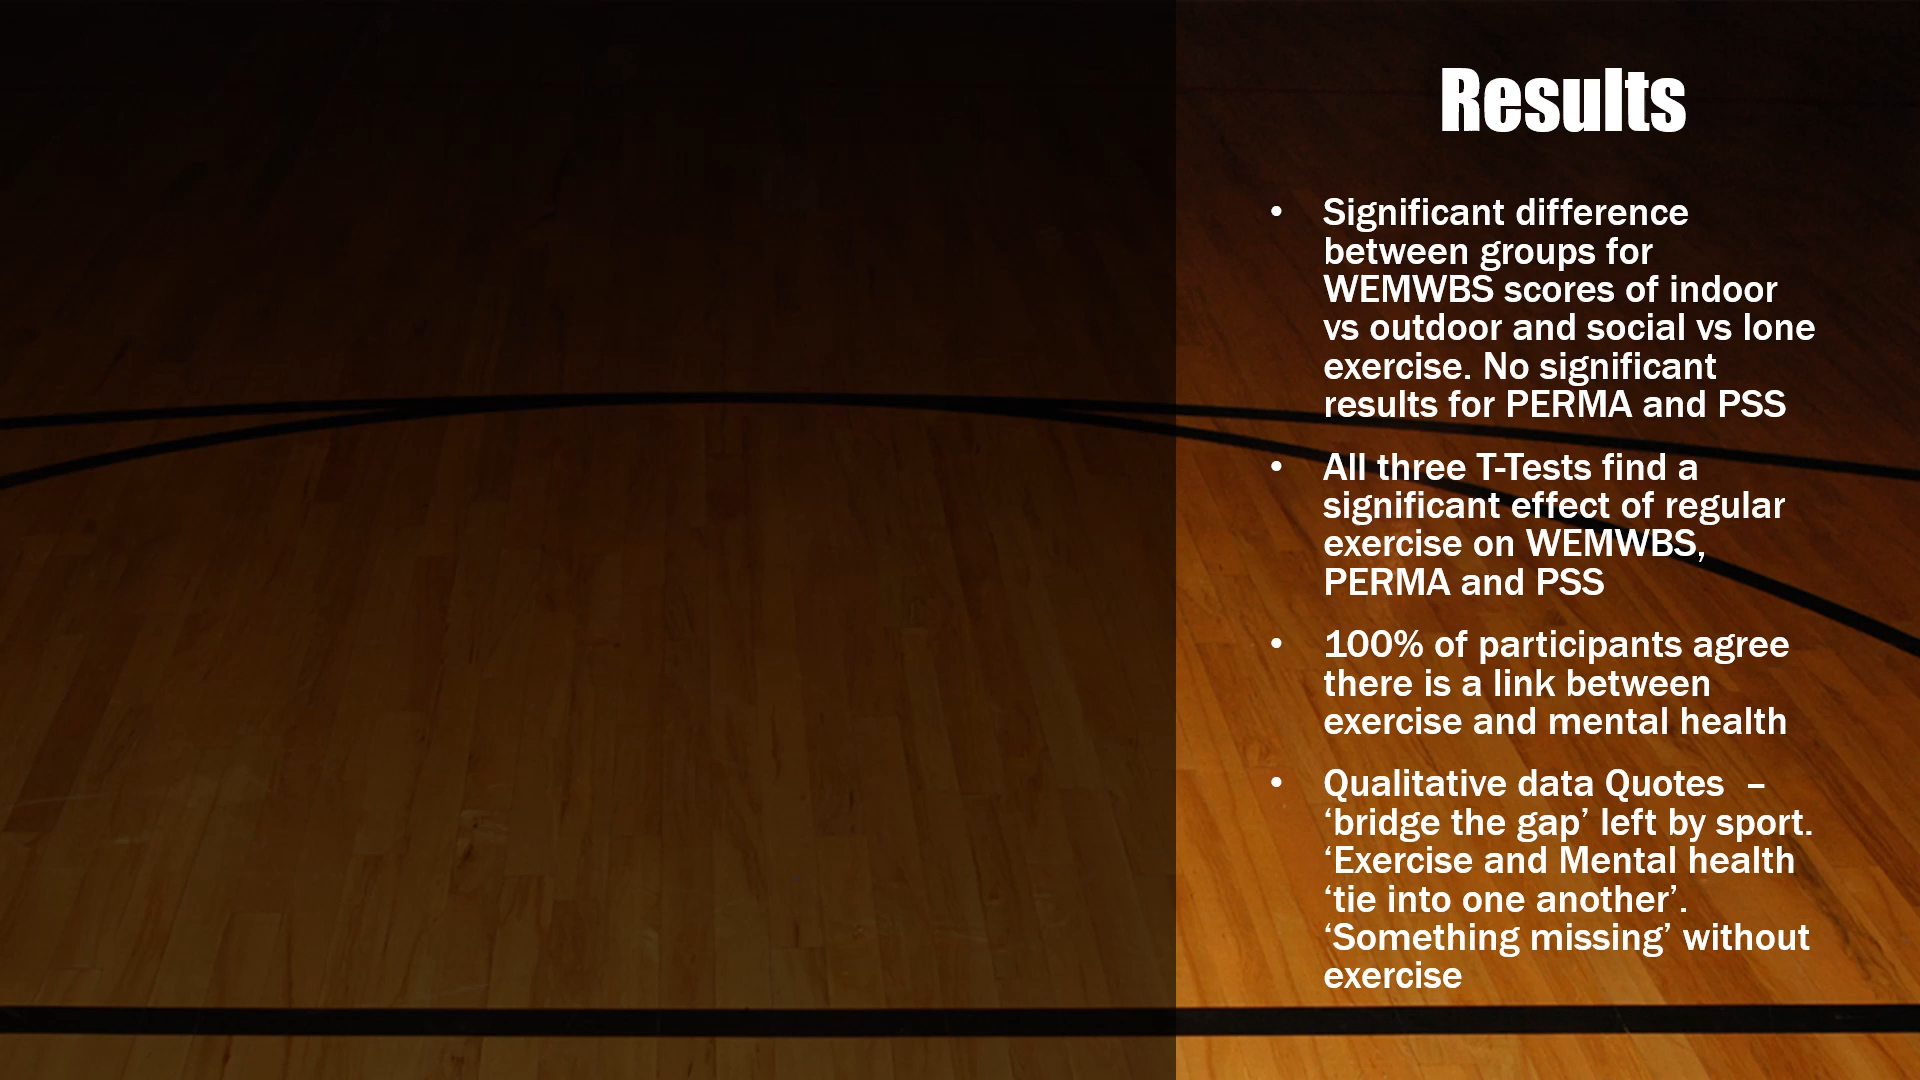 Results
• Significant difference
between groups for
WEMWBS scores of indoor
vs outdoor and social vs lone
exercise. No significant
results for PERMA and PSS
• All three T-Tests find a
significant effect of regular
exercise on WEMWBS,
PERMA and PSS
• 100% of participants agree
there is a link between
exercise and mental health
• Qualitative data Quotes  –
‘bridge the gap’ left by sport.
‘Exercise and Mental health
‘tie into one another’.
‘Something missing’ without
exercise